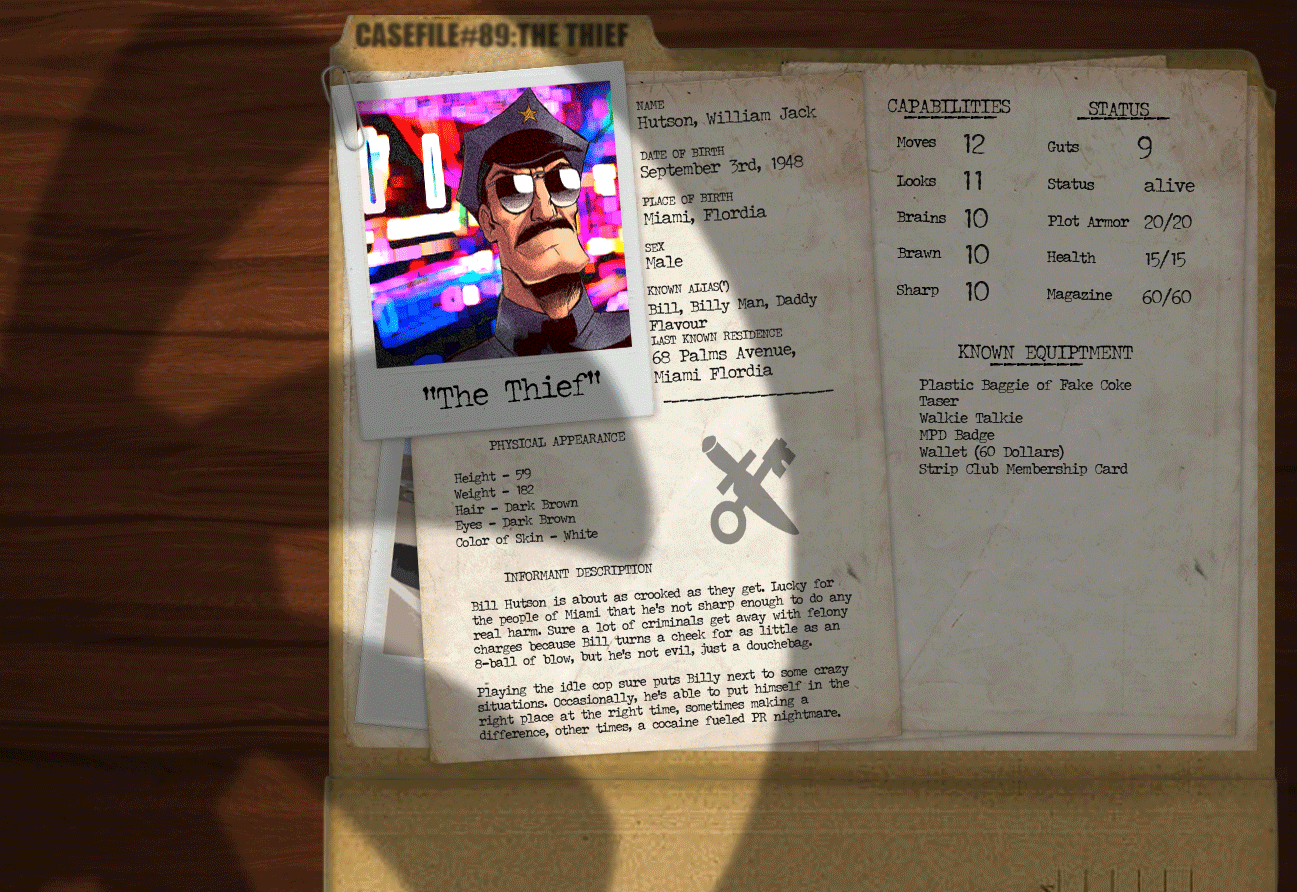 CASEFILE#89:THE THIEF
"The Thief"
NAME
Hutson, William Jack
DATE OF BIRTH
September 3rd, 1948
PLACE OF BIRTH
Miami, Flordia
SEX
Male
KNOWN ALIAS(?)
Bill, Billy Man, Daddy
Flavour
LAST KNOWN RESIDENCE
68 Palms Avenue,
Miami Flordia
PHYSICAL APPEARANCE
Height - 5'9
Weight - 182
Hair - Dark Brown
Eyes - Dark Brown
Color of Skin - White
INFORMANT DESCRIPTION
Bill Hutson is about as crooked as they get. Lucky for
the people of Miami that he's not sharp enough to do any
real harm. Sure a lot of criminals get away with felony
charges because Bill turns a cheek for as little as an
8-ball of blow, but he's not evil, just a douchebag.
Playing the idle cop sure puts Billy next to some crazy
situations. Occasionally, he's able to put himself in the
right place at the right time, sometimes making a
difference, other times, a cocaine fueled PR nightmare.
CAPABILITIES
Moves 12
Looks 11
Brains 10
Brawn 10
Sharp 10
STATUS
Guts 9
Status alive
Plot Armor 20/20
Health 15/15
Magazine 60/60
KNOWN EQUIPTMENT
Plastic Baggie of Fake Coke
Taser
Walkie Talkie
MPD Badge
Wallet (60 Dollars)
Strip Club Membership Card